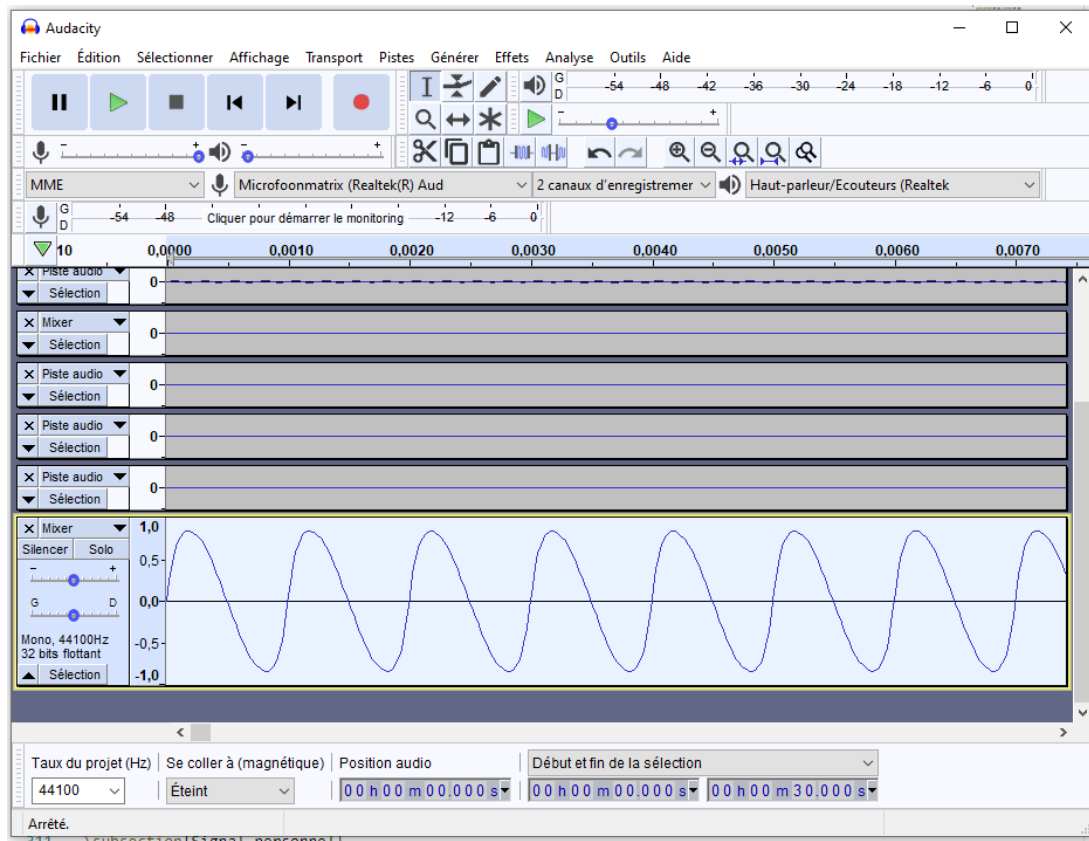 Audacity
Fichier Édition Sélectionner Affichage Transport Pistes Générer Effets Analyse Outils Aide
G
D
-54 -48 -42 -36 -30 -24 -18 -12 -6 0
- +
- + - +
MME Microfoonmatrix (Realtek(R) Aud 2 canaux d'enregistremer Haut-parleur/Ecouteurs (Realtek
G
D
-54 -48 Cliquer pour démarrer le monitoring -12 -6 0
10 0,0000 0,0010 0,0020 0,0030 0,0040 0,0050 0,0060 0,0070
X Piste audio
Sélection
0
X Mixer
Sélection
0
X Piste audio
Sélection
0
X Piste audio
Sélection
0
X Piste audio
Sélection
0
X Mixer
Silencer Solo
- +
G D
Mono, 44100Hz
32 bits flottant
Sélection
1,0
0,5
0,0
-0,5
-1,0
Taux du projet (Hz) Se coller à (magnétique) Position audio Début et fin de la sélection
44100 Éteint 00 h 00 m 00.000 s 00 h 00 m 00.000 s 00 h 00 m 30.000 s
Arrêté.